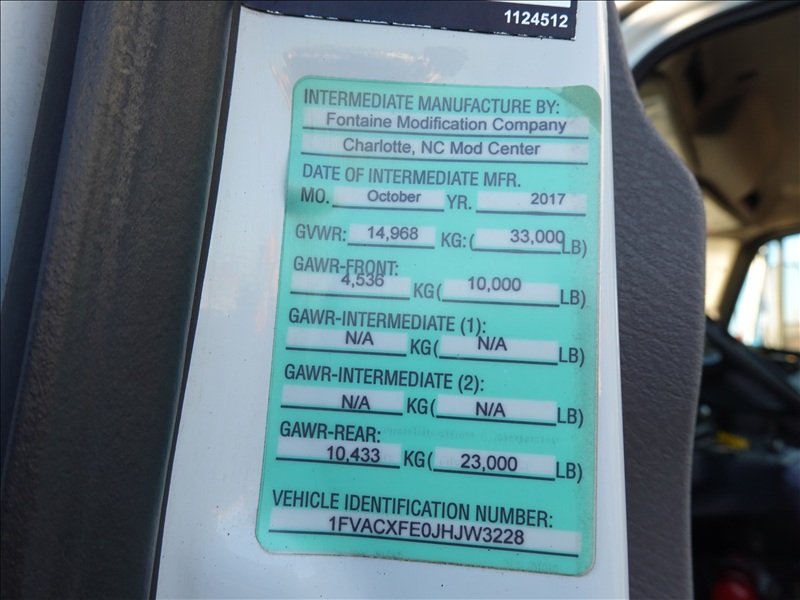 1124512
INTERMEDIATE MANUFACTURE BY:
Fontaine Modification Company
Charlotte, NC Mod Center
DATE OF INTERMEDIATE MFR.
MO. October YR. 2017
GVWR: 14,968 KG: ( 33,000 LB)
GAWR-FRONT:
4,536 KG( 10,000 LB)
GAWR-INTERMEDIATE (1):
N/A KG( N/A LB)
GAWR-INTERMEDIATE (2):
N/A KG( N/A LB)
GAWR-REAR:
10,433 KG( 23,000 LB)
VEHICLE IDENTIFICATION NUMBER:
1FVACXFE0JHJW3228